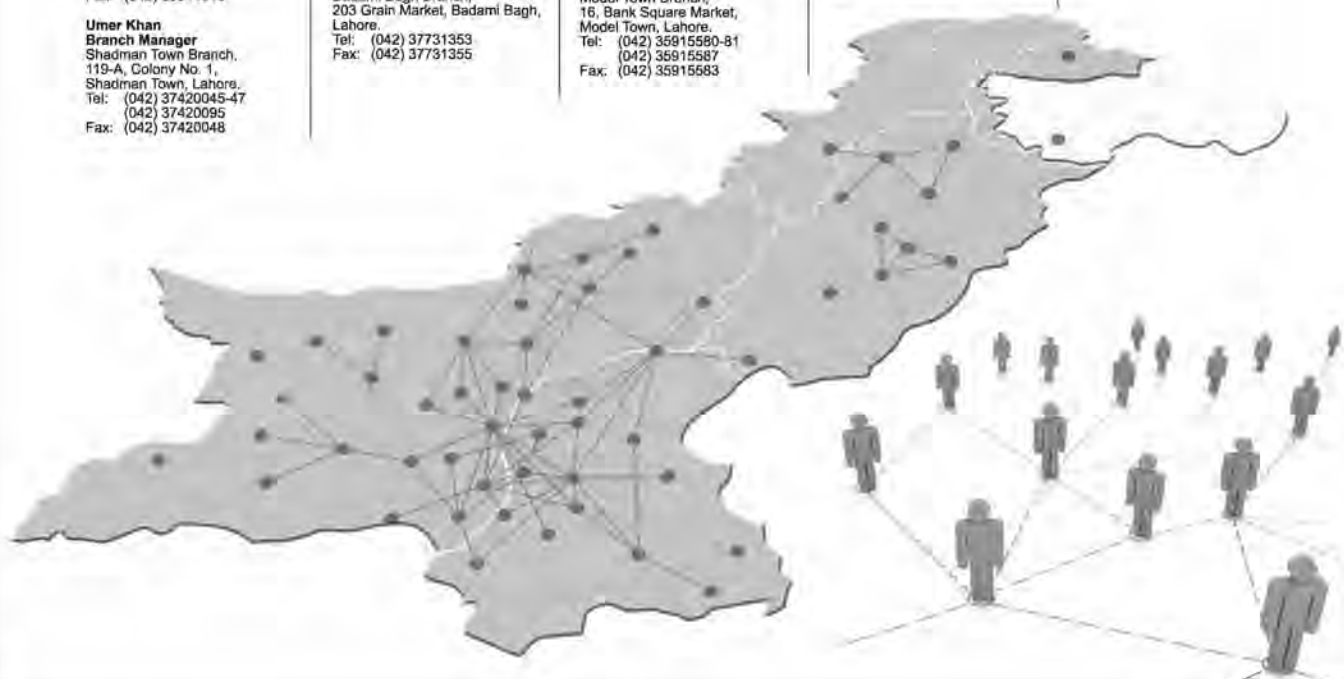 Umer Khan
Branch Manager
Shadman Town Branch,
119-A, Colony No. 1,
Shadman Town, Lahore.
Tel: (042) 37420045-47
(042) 37420095
Fax: (042) 37420048
203 Grain Market, Badami Bagh,
Lahore.
Tel: (042) 37731353
Fax: (042) 37731355
16, Bank Square Market,
Model Town, Lahore.
Tel: (042) 35915580-81
(042) 35915587
Fax: (042) 35915583